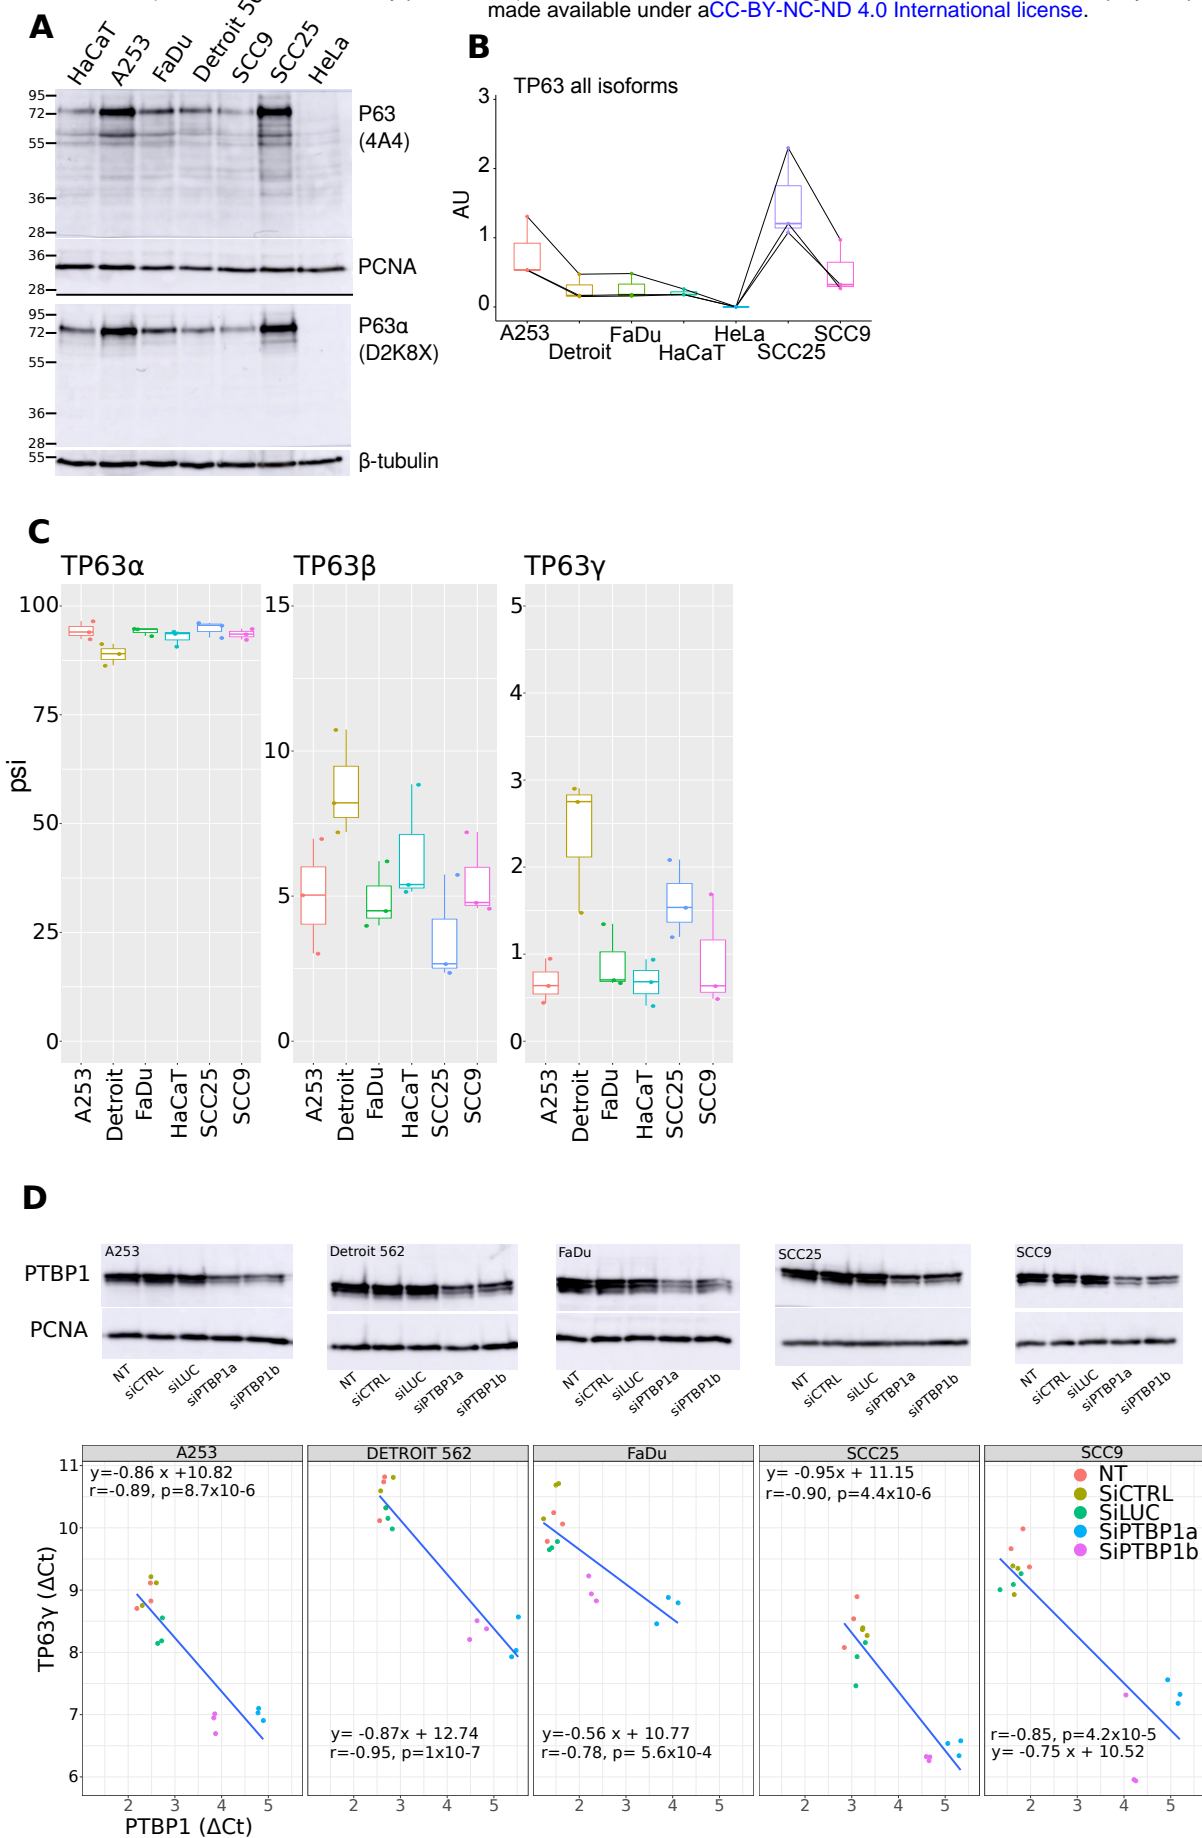 made available under aCC-BY-NC-ND 4.0 International license.
A
HaCaT
A253
FaDu
Detroit
SCC9
SCC25
HeLa
95
72
55
36
28
P63
(4A4)
36
28
PCNA
95
72
55
36
28
P63α
(D2K8X)
55
β-tubulin
B
TP63 all isoforms
3
2
1
0
AU
A253
Detroit
FaDu
HaCaT
HeLa
SCC25
SCC9
C
TP63α
TP63β
TP63γ
psi
100
75
50
25
0
15
10
5
0
5
4
3
2
1
0
A253
Detroit
FaDu
HaCaT
SCC25
SCC9
A253
Detroit
FaDu
HaCaT
SCC25
SCC9
A253
Detroit
FaDu
HaCaT
SCC25
SCC9
D
A253
Detroit 562
FaDu
SCC25
SCC9
PTBP1
PCNA
NT
siCTRL
siLUC
siPTBP1a
siPTBP1b
NT
siCTRL
siLUC
siPTBP1a
siPTBP1b
NT
siCTRL
siLUC
siPTBP1a
siPTBP1b
NT
siCTRL
siLUC
siPTBP1a
siPTBP1b
NT
siCTRL
siLUC
siPTBP1a
siPTBP1b
A253
DETROIT 562
FaDu
SCC25
SCC9
11
10
9
8
7
6
TP63γ (ΔCt)
y=-0.86 x +10.82
r=-0.89, p=8.7x10-6
y= -0.87x + 12.74
r=-0.95, p=1x10-7
y=-0.56 x + 10.77
r=-0.78, p= 5.6x10-4
y= -0.95x + 11.15
r=-0.90, p=4.4x10-6
NT
SiCTRL
SiLUC
SiPTBP1a
SiPTBP1b
r=-0.85, p=4.2x10-5
y= -0.75 x + 10.52
2 3 4 5
2 3 4 5
2 3 4 5
2 3 4 5
2 3 4 5
PTBP1 (ΔCt)